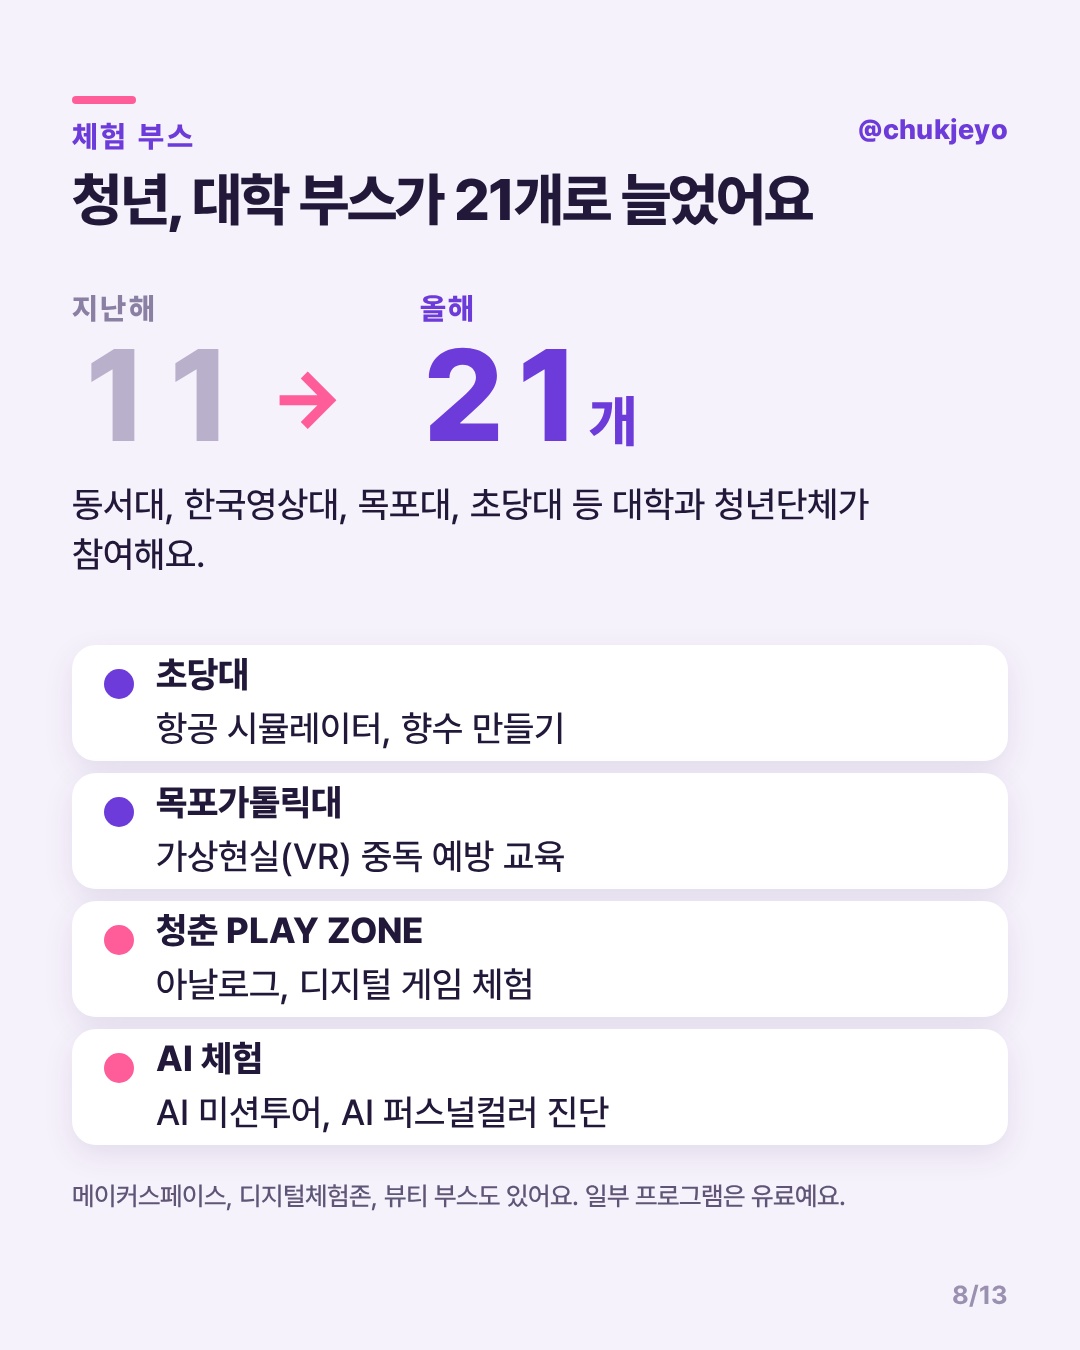 체험 부스
@chukjeyo
청년, 대학 부스가 21개로 늘었어요
지난해
올해
11 → 21개
동서대, 한국영상대, 목포대, 초당대 등 대학과 청년단체가
참여해요.
초당대
항공 시뮬레이터, 향수 만들기
목포가톨릭대
가상현실(VR) 중독 예방 교육
청춘 PLAY ZONE
아날로그, 디지털 게임 체험
AI 체험
AI 미션투어, AI 퍼스널컬러 진단
메이커스페이스, 디지털체험존, 뷰티 부스도 있어요. 일부 프로그램은 유료예요.
8/13